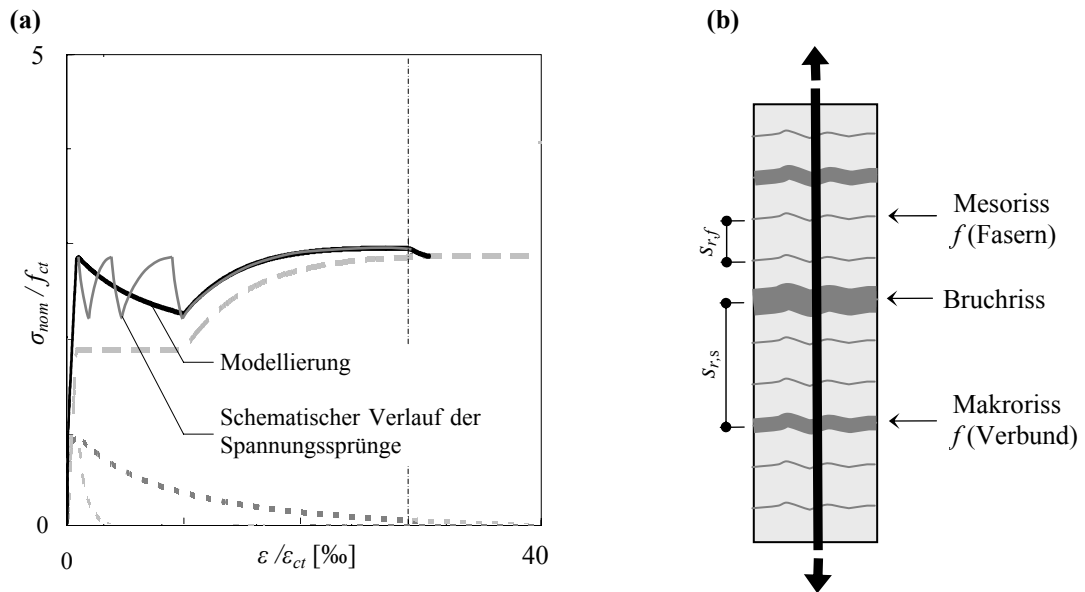 (a)
5
σnom / fct
Modellierung
Schematischer Verlauf der
Spannungssprünge
0
0
ε /εct [‰]
40
(b)
sr,f
sr,s
Mesoriss
f (Fasern)
Bruchriss
Makroriss
f (Verbund)